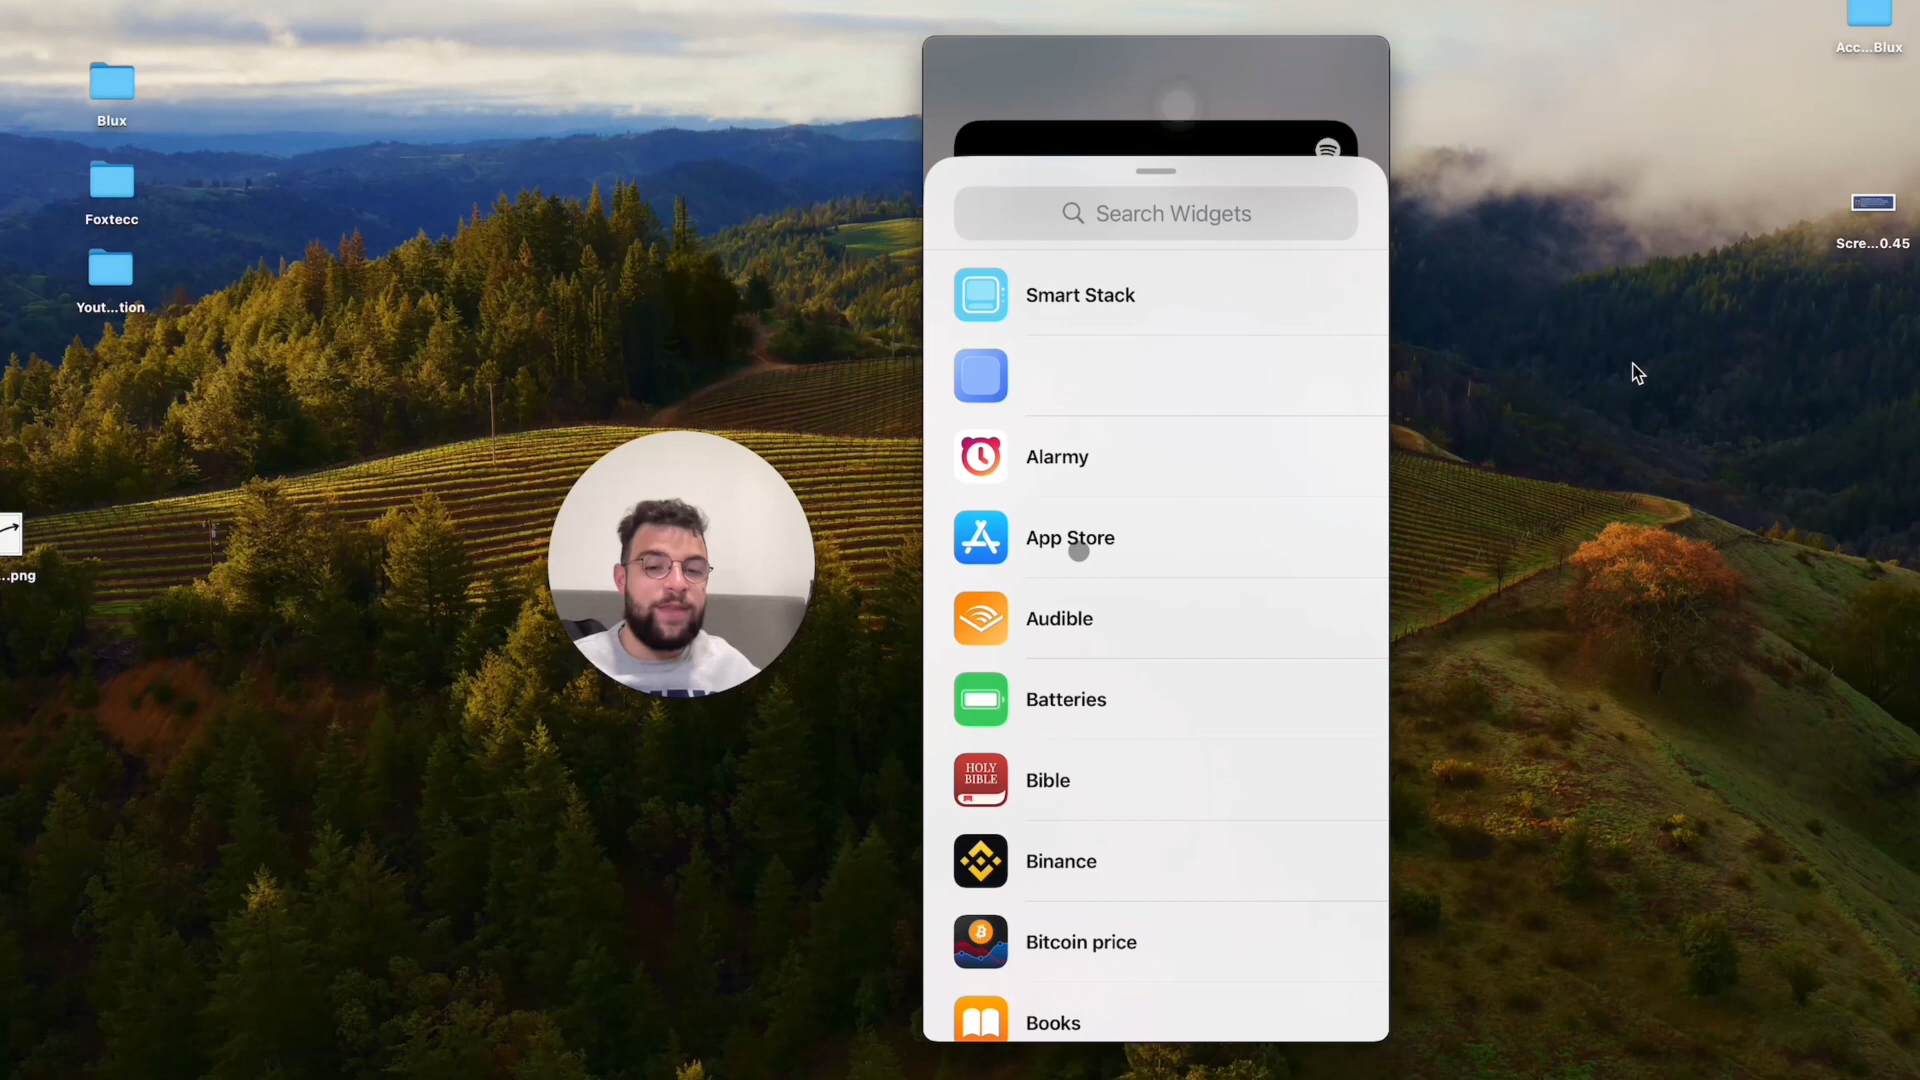 Blux
Foxtecc
Yout...tion
...png
Acc...Blux
Scre...0.45
Search Widgets
Smart Stack
Alarmy
App Store
Audible
Batteries
HOLY
BIBLE
Bible
Binance
Bitcoin price
Books